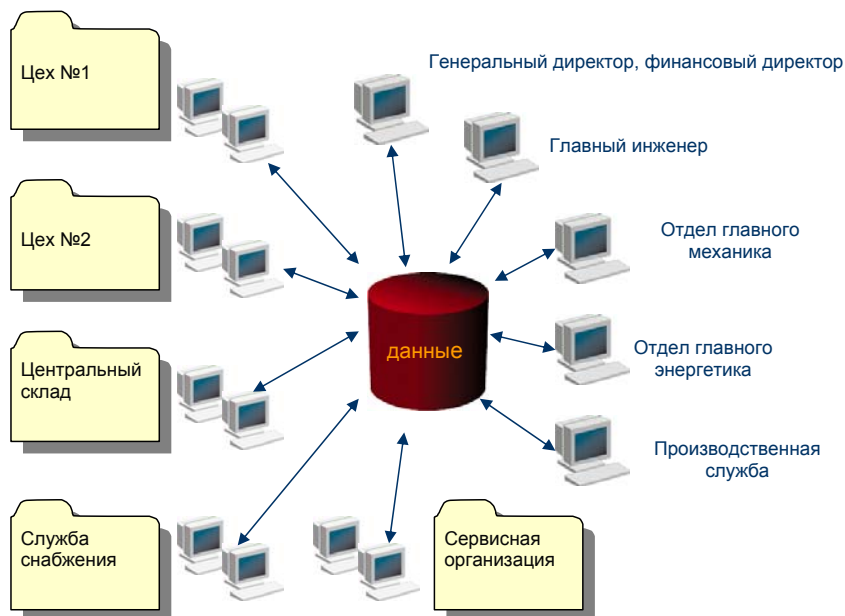 Цех №1
Генеральный директор, финансовый директор
Главный инженер
Цех №2
Отдел главного
механика
данные
Центральный
склад
Отдел главного
энергетика
Производственная
служба
Служба
снабжения
Сервисная
организация